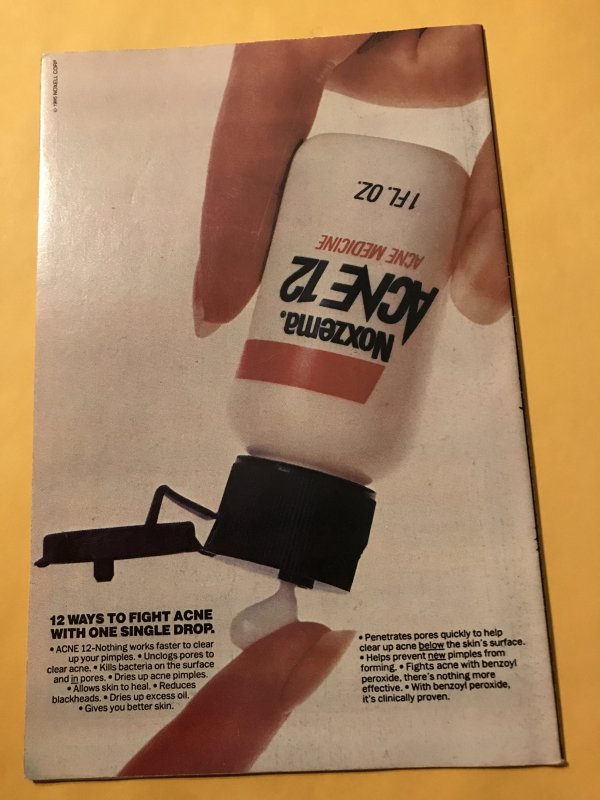 © 1985 NOXELL CORP.
1 FL. OZ.
ACNE MEDICINE
ACNE 12
Noxzema.
12 WAYS TO FIGHT ACNE
WITH ONE SINGLE DROP.
• ACNE 12-Nothing works faster to clear
up your pimples. • Unclogs pores to
clear acne. • Kills bacteria on the surface
and in pores. • Dries up acne pimples.
• Allows skin to heal. • Reduces
blackheads. • Dries up excess oil.
• Gives you better skin.
• Penetrates pores quickly to help
clear up acne below the skin's surface.
• Helps prevent new pimples from
forming. • Fights acne with benzoyl
peroxide, there's nothing more
effective. • With benzoyl peroxide,
it's clinically proven.